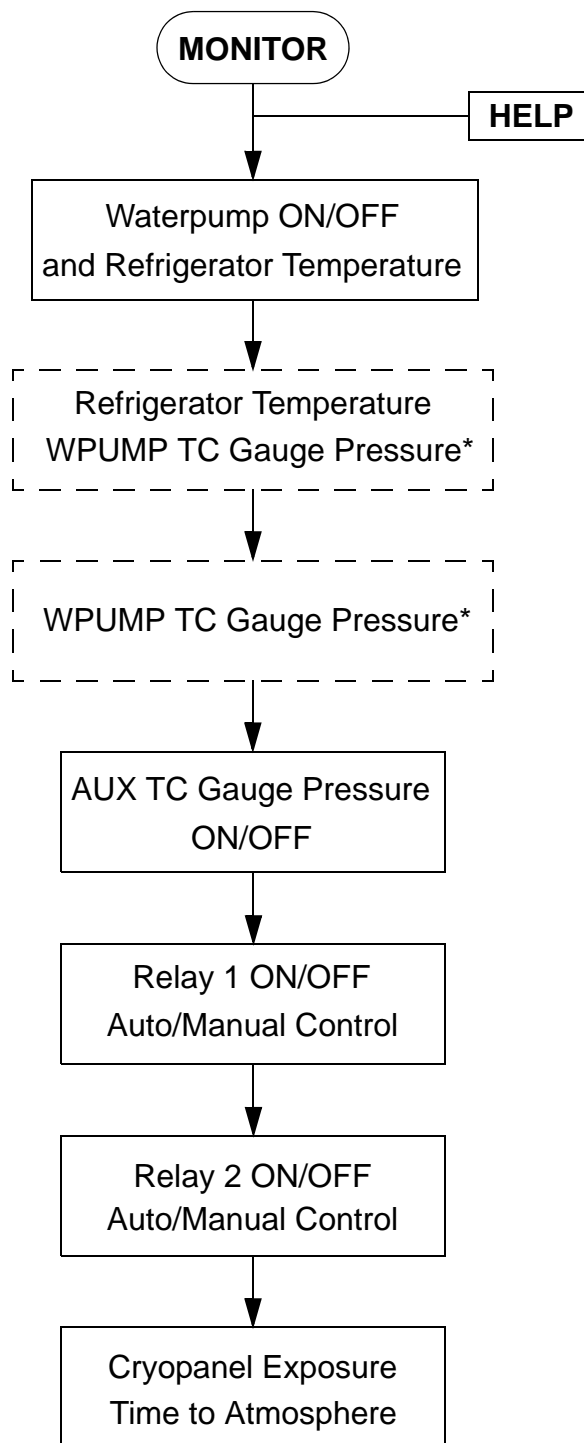 MONITOR
HELP
Waterpump ON/OFF
and Refrigerator Temperature
Refrigerator Temperature
WPUMP TC Gauge Pressure*
WPUMP TC Gauge Pressure*
AUX TC Gauge Pressure
ON/OFF
Relay 1 ON/OFF
Auto/Manual Control
Relay 2 ON/OFF
Auto/Manual Control
Cryopanel Exposure
Time to Atmosphere